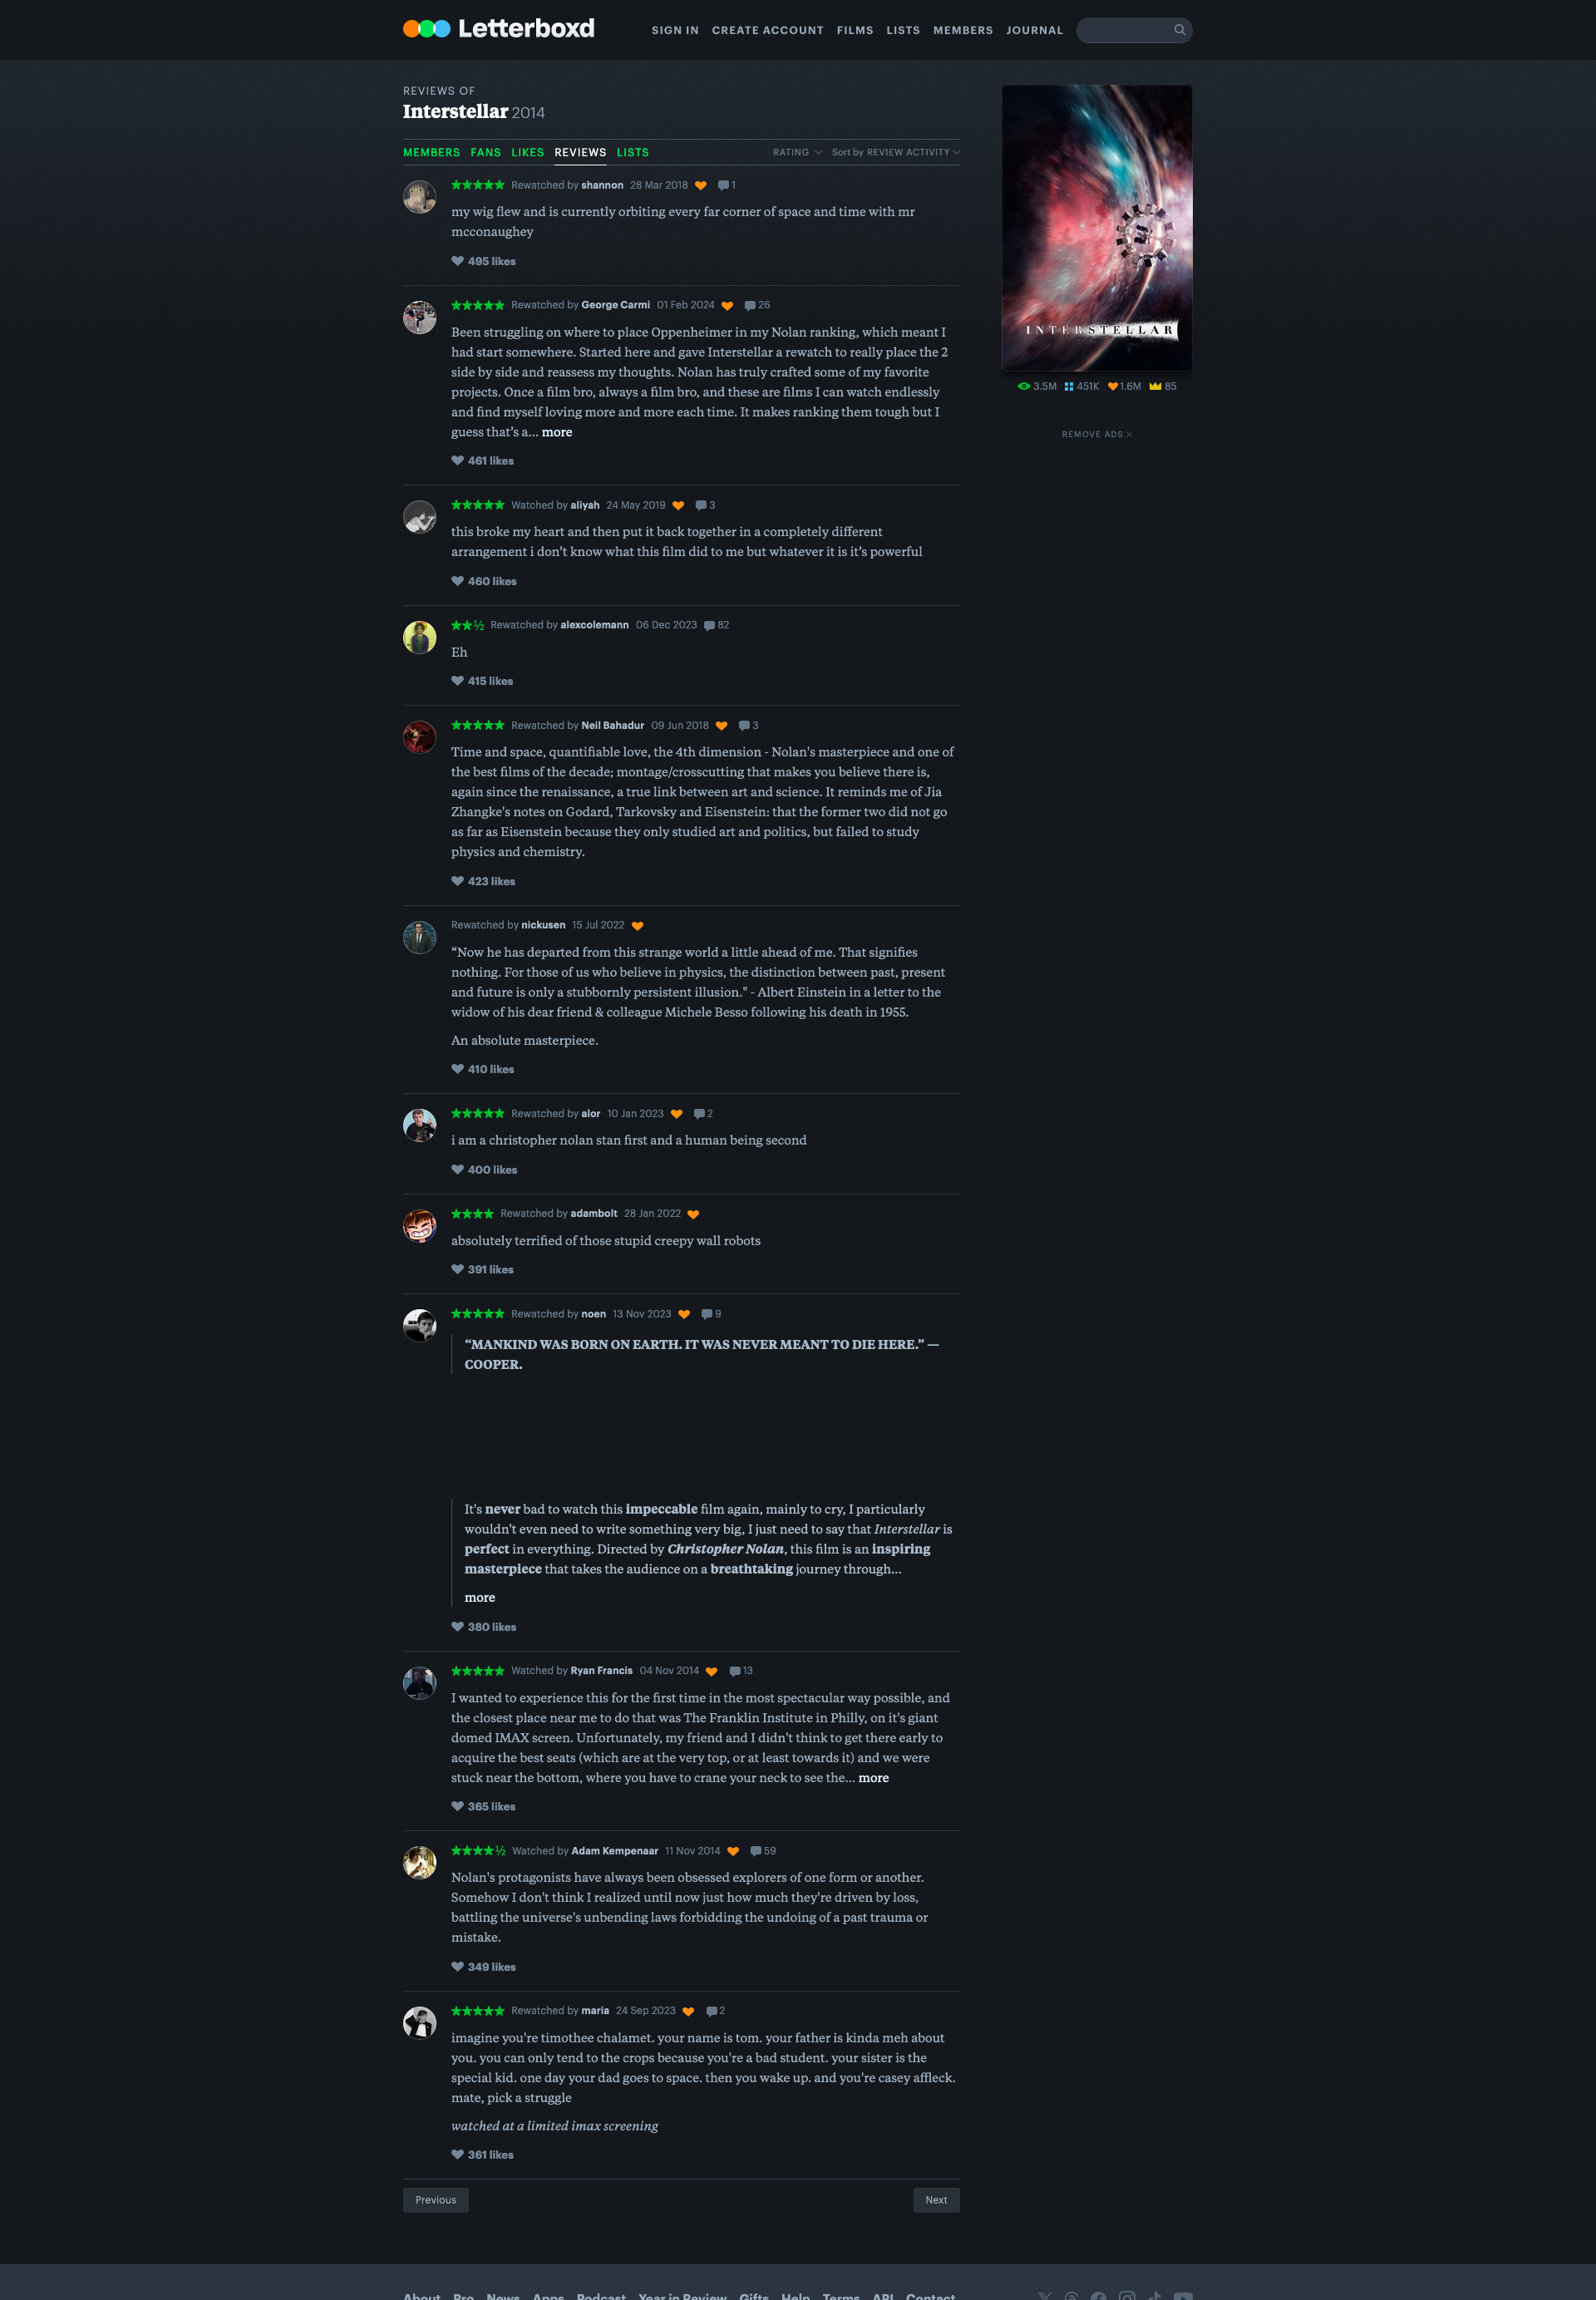 Letterboxd
SIGN IN CREATE ACCOUNT FILMS LISTS MEMBERS JOURNAL
REVIEWS OF
Interstellar 2014
MEMBERS FANS LIKES REVIEWS LISTS
RATING Sort by REVIEW ACTIVITY
★★★★★ Rewatched by shannon 28 Mar 2018 1
my wig flew and is currently orbiting every far corner of space and time with mr
mcconaughey
495 likes
★★★★★ Rewatched by George Carmi 01 Feb 2024 26
Been struggling on where to place Oppenheimer in my Nolan ranking, which meant I
had start somewhere. Started here and gave Interstellar a rewatch to really place the 2
side by side and reassess my thoughts. Nolan has truly crafted some of my favorite
projects. Once a film bro, always a film bro, and these are films I can watch endlessly
and find myself loving more and more each time. It makes ranking them tough but I
guess that’s a... more
461 likes
★★★★★ Watched by aliyah 24 May 2019 3
this broke my heart and then put it back together in a completely different
arrangement i don’t know what this film did to me but whatever it is it’s powerful
460 likes
★★½ Rewatched by alexcolemann 06 Dec 2023 82
Eh
415 likes
★★★★★ Rewatched by Neil Bahadur 09 Jun 2018 3
Time and space, quantifiable love, the 4th dimension - Nolan's masterpiece and one of
the best films of the decade; montage/crosscutting that makes you believe there is,
again since the renaissance, a true link between art and science. It reminds me of Jia
Zhangke's notes on Godard, Tarkovsky and Eisenstein: that the former two did not go
as far as Eisenstein because they only studied art and politics, but failed to study
physics and chemistry.
423 likes
Rewatched by nickusen 15 Jul 2022
“Now he has departed from this strange world a little ahead of me. That signifies
nothing. For those of us who believe in physics, the distinction between past, present
and future is only a stubbornly persistent illusion." - Albert Einstein in a letter to the
widow of his dear friend & colleague Michele Besso following his death in 1955.
An absolute masterpiece.
410 likes
★★★★★ Rewatched by alor 10 Jan 2023 2
i am a christopher nolan stan first and a human being second
400 likes
★★★★ Rewatched by adambolt 28 Jan 2022
absolutely terrified of those stupid creepy wall robots
391 likes
★★★★★ Rewatched by noen 13 Nov 2023 9
“MANKIND WAS BORN ON EARTH. IT WAS NEVER MEANT TO DIE HERE.” —
COOPER.
It's never bad to watch this impeccable film again, mainly to cry, I particularly
wouldn't even need to write something very big, I just need to say that Interstellar is
perfect in everything. Directed by Christopher Nolan, this film is an inspiring
masterpiece that takes the audience on a breathtaking journey through...
more
380 likes
★★★★★ Watched by Ryan Francis 04 Nov 2014 13
I wanted to experience this for the first time in the most spectacular way possible, and
the closest place near me to do that was The Franklin Institute in Philly, on it's giant
domed IMAX screen. Unfortunately, my friend and I didn't think to get there early to
acquire the best seats (which are at the very top, or at least towards it) and we were
stuck near the bottom, where you have to crane your neck to see the... more
365 likes
★★★★½ Watched by Adam Kempenaar 11 Nov 2014 59
Nolan's protagonists have always been obsessed explorers of one form or another.
Somehow I don't think I realized until now just how much they're driven by loss,
battling the universe's unbending laws forbidding the undoing of a past trauma or
mistake.
349 likes
★★★★★ Rewatched by maria 24 Sep 2023 2
imagine you're timothee chalamet. your name is tom. your father is kinda meh about
you. you can only tend to the crops because you're a bad student. your sister is the
special kid. one day your dad goes to space. then you wake up. and you're casey affleck.
mate, pick a struggle
watched at a limited imax screening
361 likes
Previous Next
INTERSTELLAR
3.5M 451K 1.6M 85
REMOVE ADS
About Pro News Apps Podcast Year in Review Gifts Help Terms API Contact